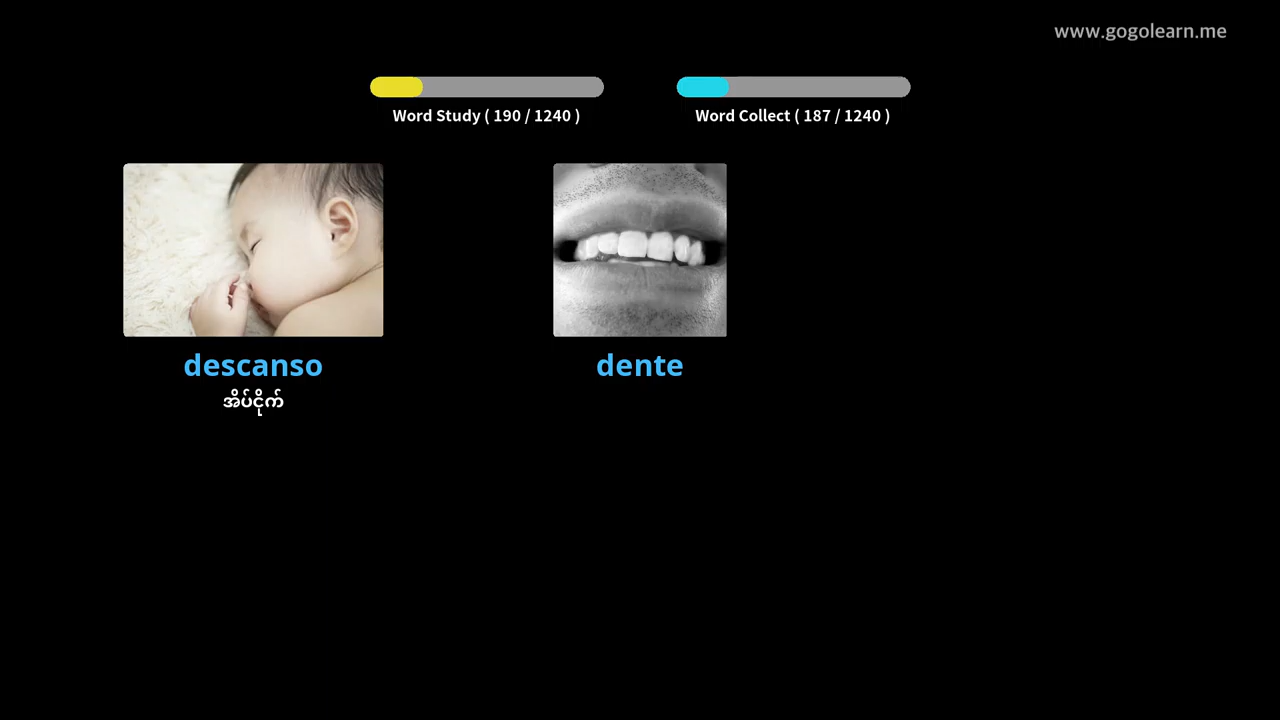 www.gogolearn.me
Word Study ( 190 / 1240 )
Word Collect ( 187 / 1240 )
descanso
အိပ်ငိုက်
dente